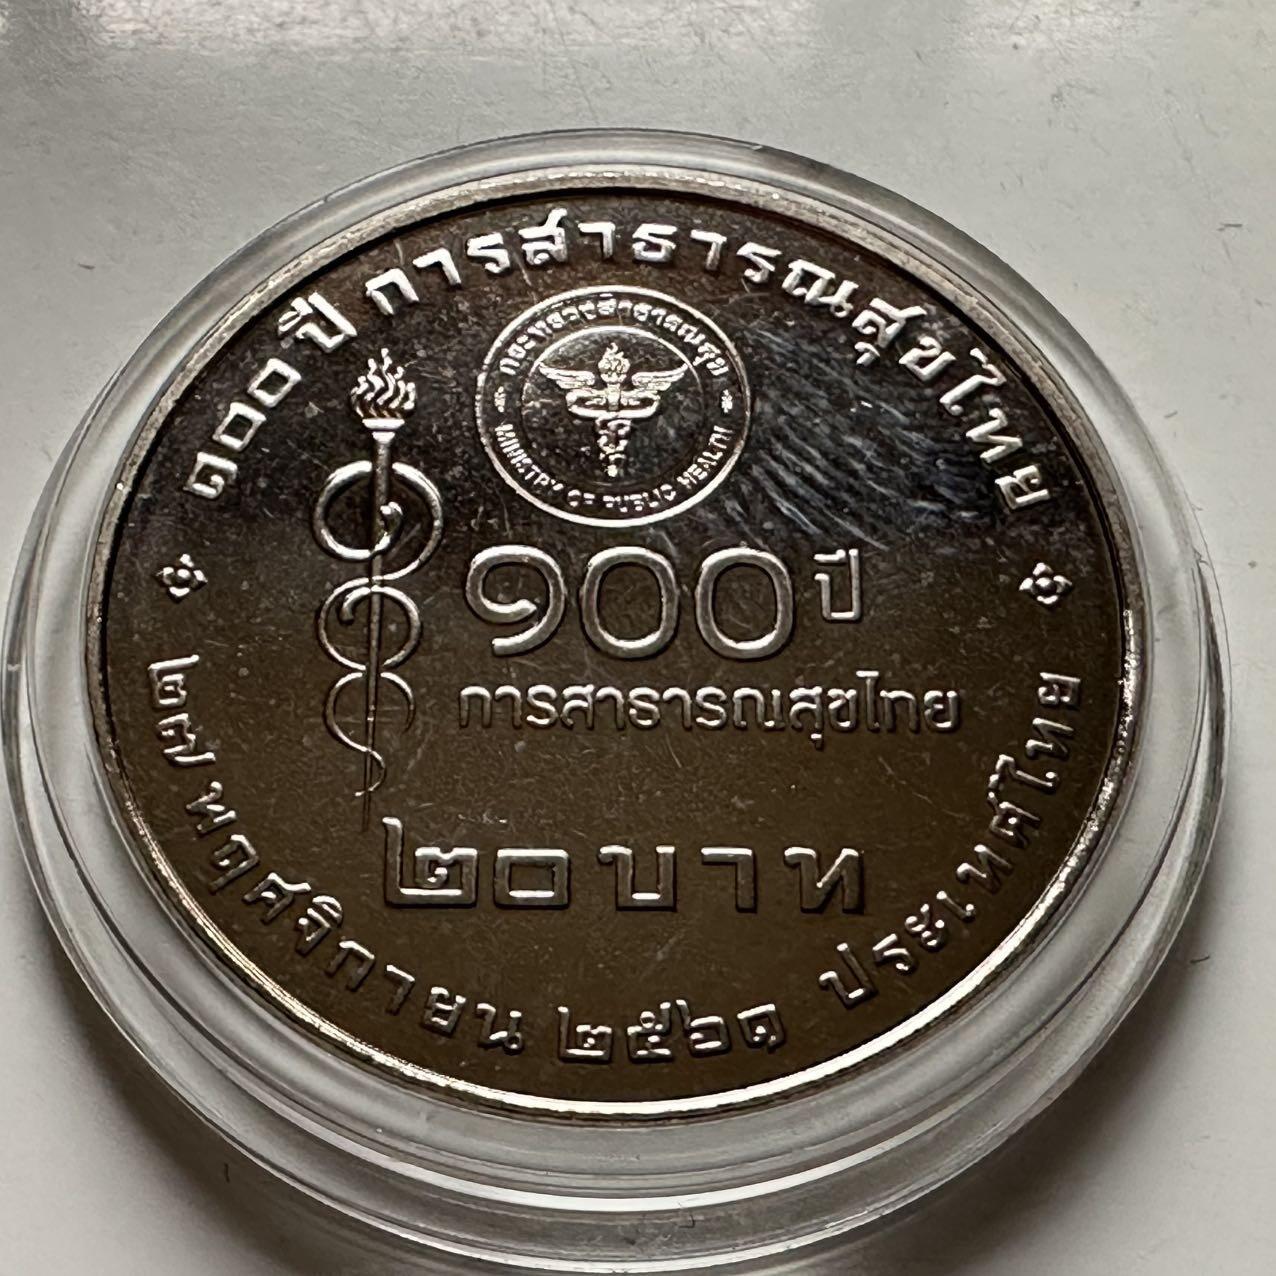 ๑๐๐ ปี การสาธารณสุขไทย
กระทรวงสาธารณสุข
MINISTRY OF PUBLIC HEALTH
๑๐๐ ปี
การสาธารณสุขไทย
๒๐ บาท
๒๗ พฤศจิกายน ๒๕๖๑ ประเทศไทย